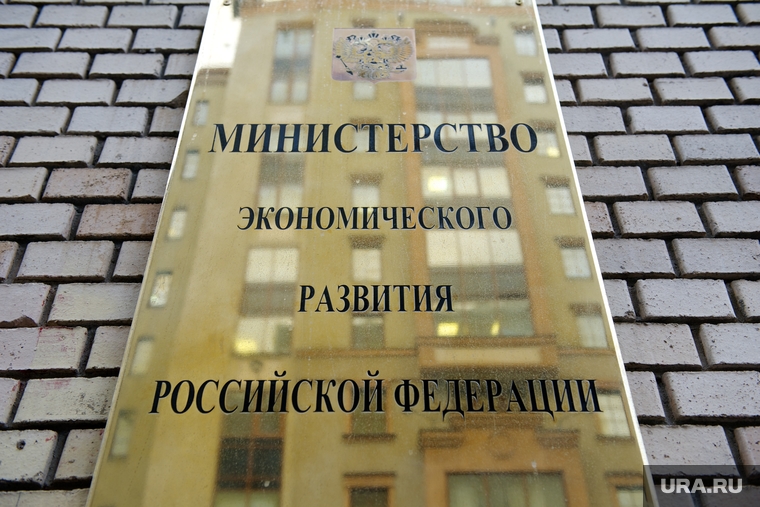 МИНИСТЕРСТВО
ЭКОНОМИЧЕСКОГО
РАЗВИТИЯ
РОССИЙСКОЙ ФЕДЕРАЦИИ
URA.RU